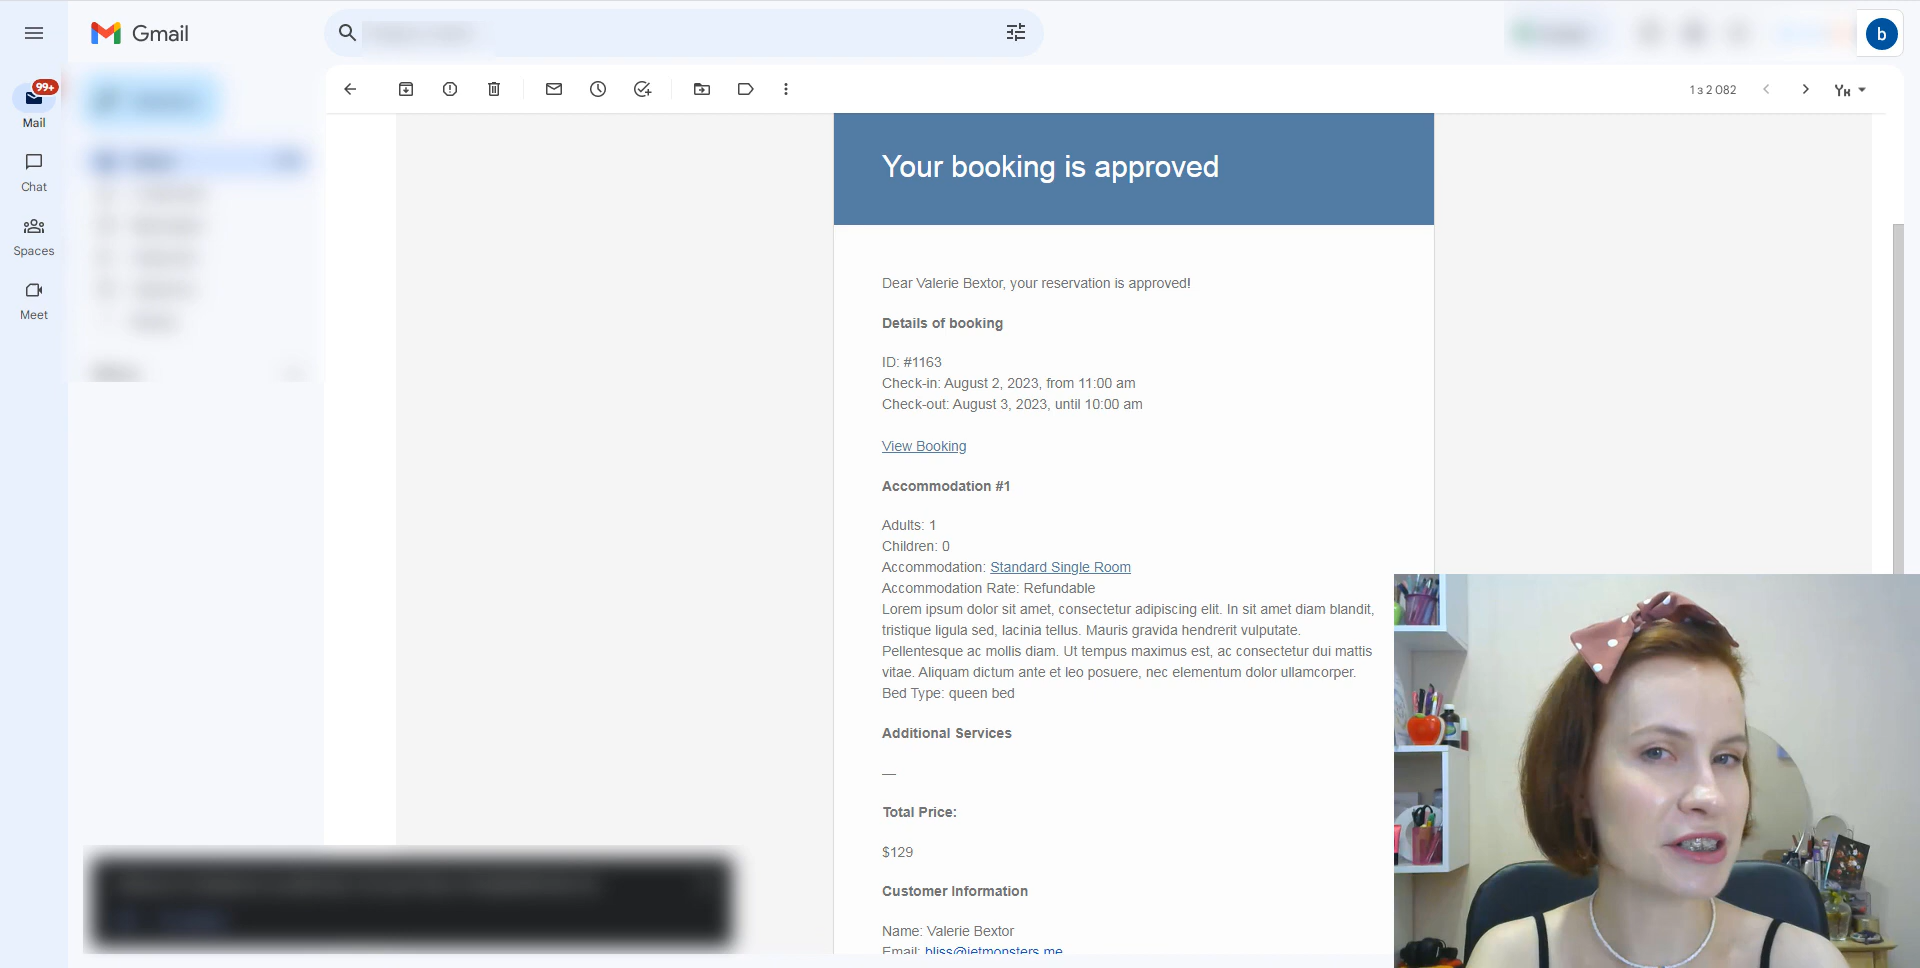 Gmail
b
99+
Mail
Chat
Spaces
Meet
1 з 2 082
Your booking is approved
Dear Valerie Bextor, your reservation is approved!
Details of booking
ID: #1163
Check-in: August 2, 2023, from 11:00 am
Check-out: August 3, 2023, until 10:00 am
View Booking
Accommodation #1
Adults: 1
Children: 0
Accommodation: Standard Single Room
Accommodation Rate: Refundable
Lorem ipsum dolor sit amet, consectetur adipiscing elit. In sit amet diam blandit,
tristique ligula sed, lacinia tellus. Mauris gravida hendrerit vulputate.
Pellentesque ac mollis diam. Ut tempus maximus est, ac consectetur dui mattis
vitae. Aliquam dictum ante et leo posuere, nec elementum dolor ullamcorper.
Bed Type: queen bed
Additional Services
—
Total Price:
$129
Customer Information
Name: Valerie Bextor
Email: bliss@jetmonsters.me